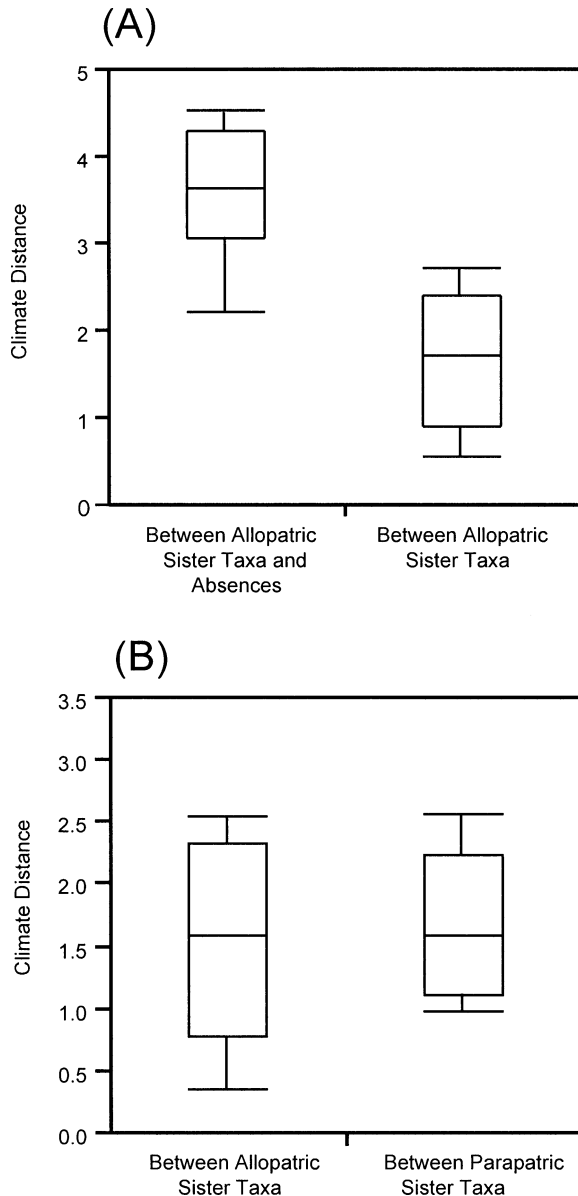 (A)
5
4
3
2
1
0
Climate Distance
Between Allopatric
Sister Taxa and
Absences
Between Allopatric
Sister Taxa
(B)
3.5
3.0
2.5
2.0
1.5
1.0
0.5
0.0
Climate Distance
Between Allopatric
Sister Taxa
Between Parapatric
Sister Taxa